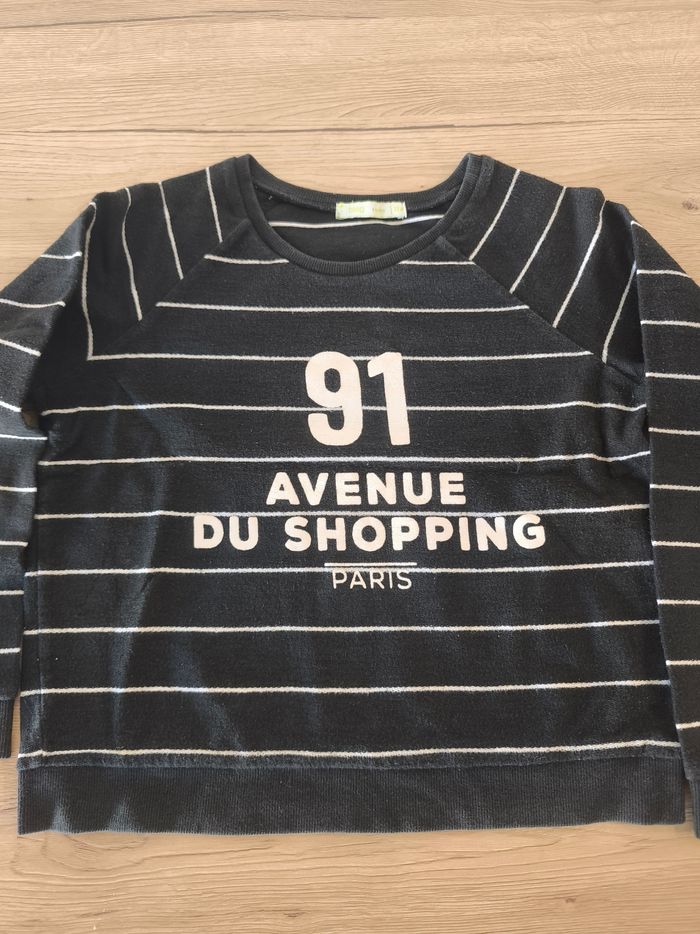 91
AVENUE
DU SHOPPING
PARIS